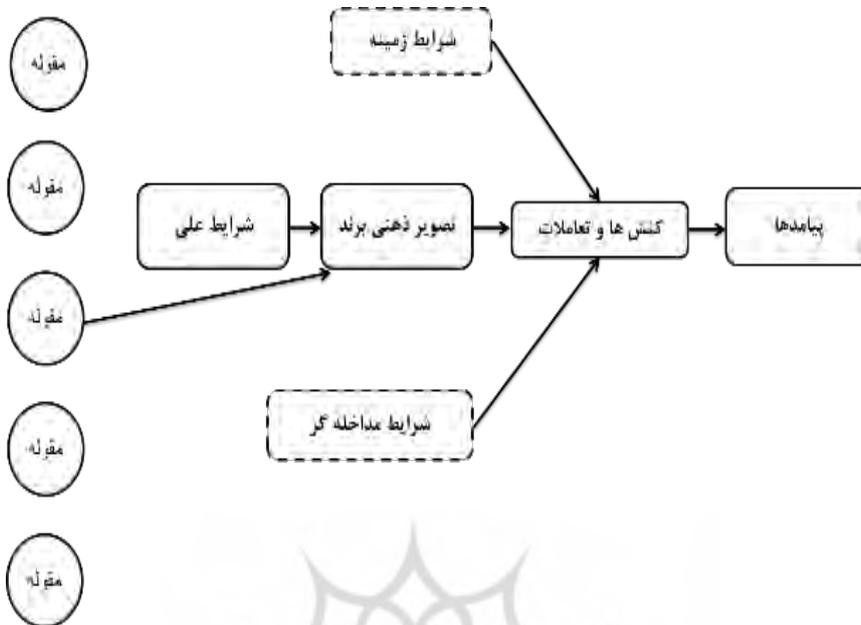 شرایط زمینه
مقوله
مقوله
پیامدها
کنش ها و تعاملات
تصویر ذهنی برند
شرایط علی
مقوله
شرایط مداخله گر
مقوله
مقوله